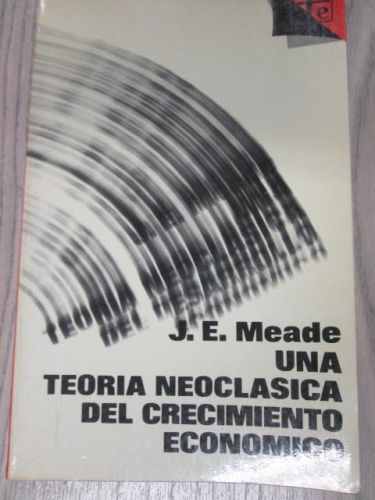 J. E. Meade
UNA
TEORIA NEOCLASICA
DEL CRECIMIENTO
ECONOMICO